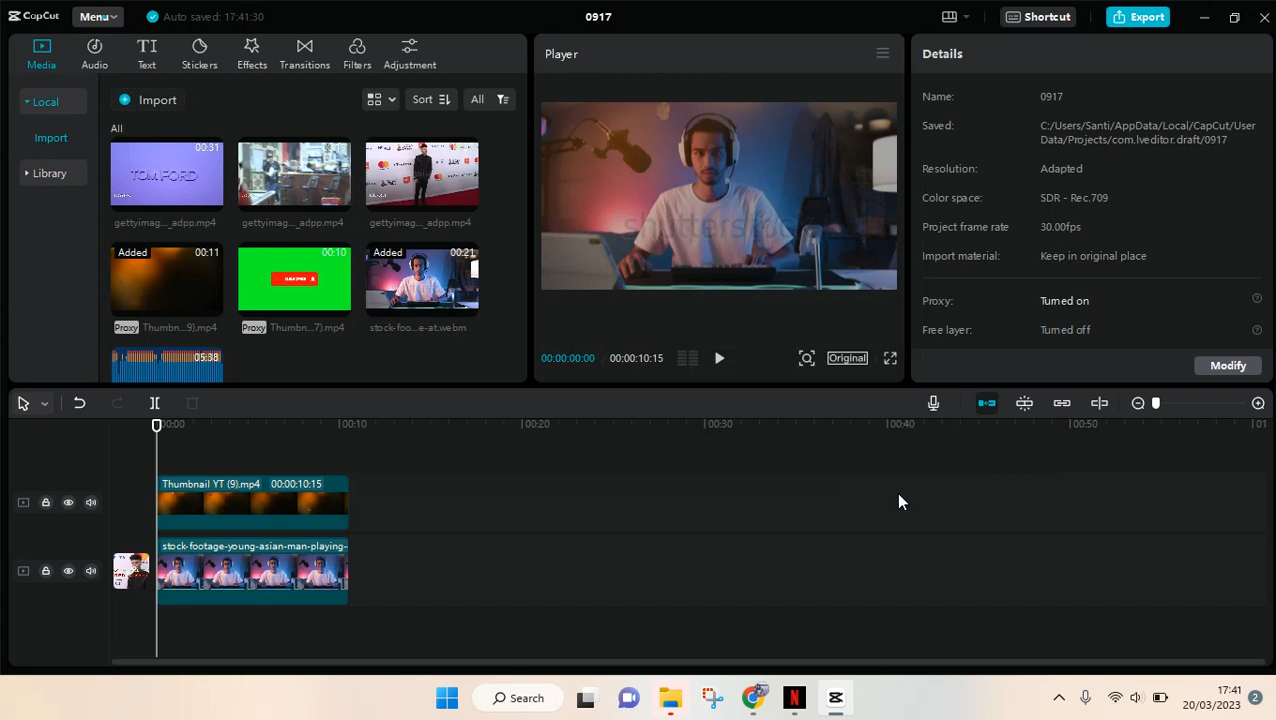 CapCut
Menu
Auto saved: 17:41:30
0917
Shortcut
Export
Media
Audio
Text
Stickers
Effects
Transitions
Filters
Adjustment
Player
Details
Local
Import
Library
Import
Sort
All
All
00:31
TOM FORD
gettyimag..._adpp.mp4
gettyimag..._adpp.mp4
gettyimag..._adpp.mp4
Added
00:11
00:10
Added
00:21
Proxy
Thumbn...9).mp4
Proxy
Thumbn...7).mp4
stock-foo...e-at.webm
05:38
00:00:00:00
00:00:10:15
Original
Name:
0917
Saved:
C:/Users/Santi/AppData/Local/CapCut/User
Data/Projects/com.lveditor.draft/0917
Resolution:
Adapted
Color space:
SDR - Rec.709
Project frame rate
30.00fps
Import material:
Keep in original place
Proxy:
Turned on
Free layer:
Turned off
Modify
00:00
00:10
00:20
00:30
00:40
00:50
01
Thumbnail YT (9).mp4
00:00:10:15
stock-footage-young-asian-man-playing-
Search
17:41
20/03/2023
2